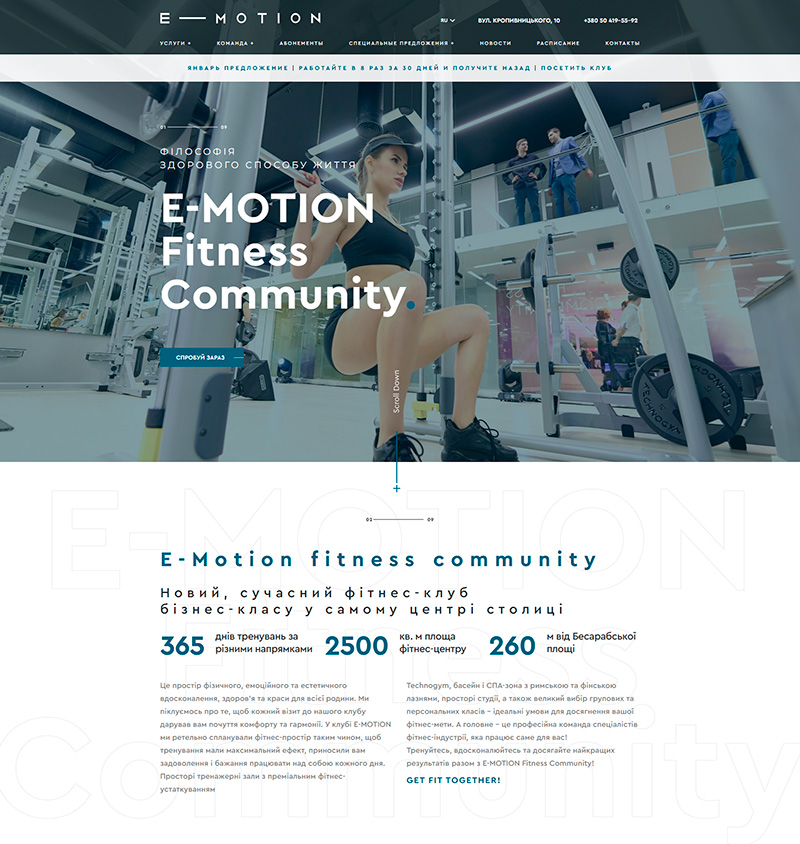 E — MOTION
RU
ВУЛ. КРОПИВНИЦЬКОГО, 10
+380 50 419-55-92
УСЛУГИ +
КОМАНДА +
АБОНЕМЕНТЫ
СПЕЦИАЛЬНЫЕ ПРЕДЛОЖЕНИЯ +
НОВОСТИ
РАСПИСАНИЕ
КОНТАКТЫ
ЯНВАРЬ ПРЕДЛОЖЕНИЕ | РАБОТАЙТЕ В 8 РАЗ ЗА 30 ДНЕЙ И ПОЛУЧИТЕ НАЗАД | ПОСЕТИТЬ КЛУБ
01 09
ФІЛОСОФІЯ
ЗДОРОВОГО СПОСОБУ ЖИТТЯ
E-MOTION
Fitness
Community.
СПРОБУЙ ЗАРАЗ
Scroll Down
TECHNOGYM
E-MOTION
Fitness
Community
02 09
E-Motion fitness community
Новий, сучасний фітнес-клуб
бізнес-класу у самому центрі столиці
365
днів тренувань за
різними напрямками
2500
кв. м площа
фітнес-центру
260
м від Бесарабської
площі
Це простір фізичного, емоційного та естетичного
вдосконалення, здоров'я та краси для всієї родини. Ми
піклуємось про те, щоб кожний візит до нашого клубу
дарував вам почуття комфорту та гармонії. У клубі E-MOTION
ми ретельно спланували фітнес-простір таким чином, щоб
тренування мали максимальний ефект, приносили вам
задоволення і бажання працювати над собою кожного дня.
Просторі тренажерні зали з преміальним фітнес-
устаткуванням
Technogym, басейн і СПА-зона з римською та фінською
лазнями, просторі студії, а також великий вибір групових та
персональних класів – ідеальні умови для досягнення вашої
фітнес-мети. А головне – це професійна команда спеціалістів
фітнес-індустрії, яка працює саме для вас!
Тренуйтесь, вдосконалюйтесь та досягайте найкращих
результатів разом з E-MOTION Fitness Community!
GET FIT TOGETHER!